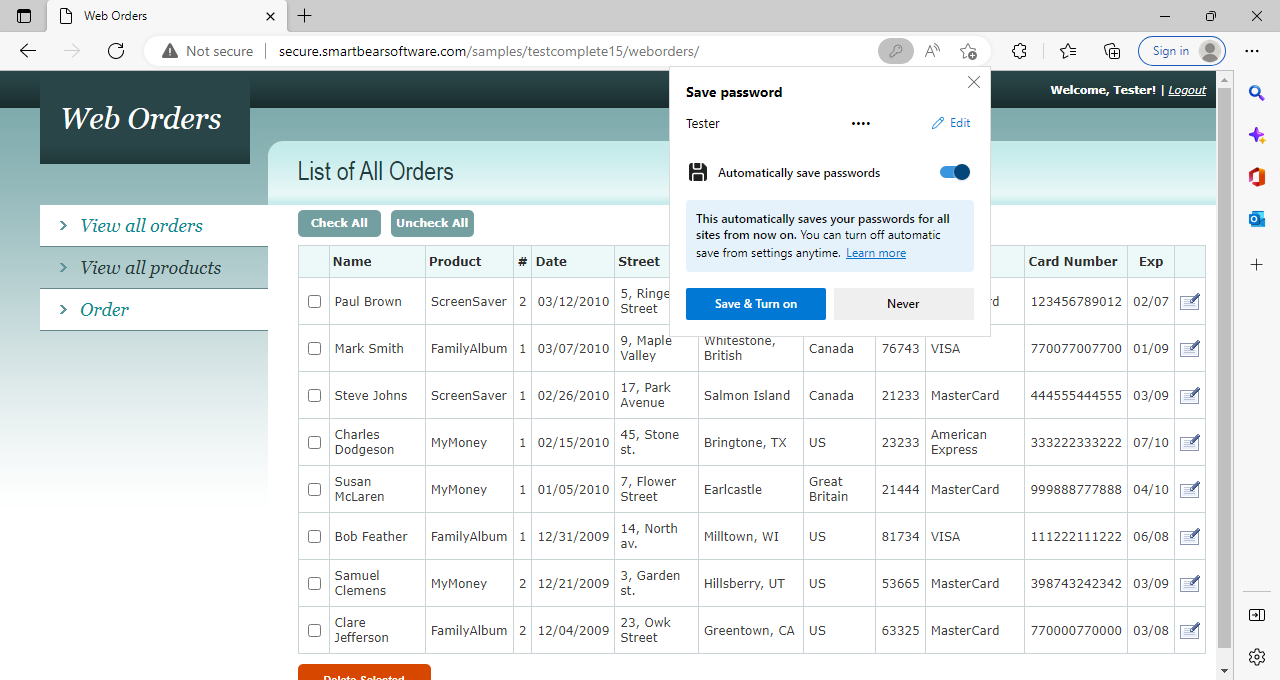 Web Orders
Not secure
secure.smartbearsoftware.com/samples/testcomplete15/weborders/
Sign in
Web Orders
Welcome, Tester! | Logout
Save password
Tester
••••
Edit
Automatically save passwords
This automatically saves your passwords for all
sites from now on. You can turn off automatic
save from settings anytime. Learn more
Save & Turn on
Never
List of All Orders
View all orders
View all products
Order
Check All
Uncheck All
Name Product # Date Street Card Number Exp
Paul Brown ScreenSaver 2 03/12/2010 5, Ringe 123456789012 02/07
Street
Mark Smith FamilyAlbum 1 03/07/2010 9, Maple Whitestone, Canada 76743 VISA 770077007700 01/09
Valley British
Steve Johns ScreenSaver 1 02/26/2010 17, Park Salmon Island Canada 21233 MasterCard 444555444555 03/09
Avenue
Charles MyMoney 1 02/15/2010 45, Stone Bringtone, TX US 23233 American 333222333222 07/10
Dodgeson st. Express
Susan MyMoney 1 01/05/2010 7, Flower Earlcastle Great 21444 MasterCard 999888777888 04/10
McLaren Street Britain
Bob Feather FamilyAlbum 1 12/31/2009 14, North Milltown, WI US 81734 VISA 111222111222 06/08
av.
Samuel MyMoney 2 12/21/2009 3, Garden Hillsberry, UT US 53665 MasterCard 398743242342 03/09
Clemens st.
Clare FamilyAlbum 2 12/04/2009 23, Owk Greentown, CA US 63325 MasterCard 770000770000 03/08
Jefferson Street
Delete Selected